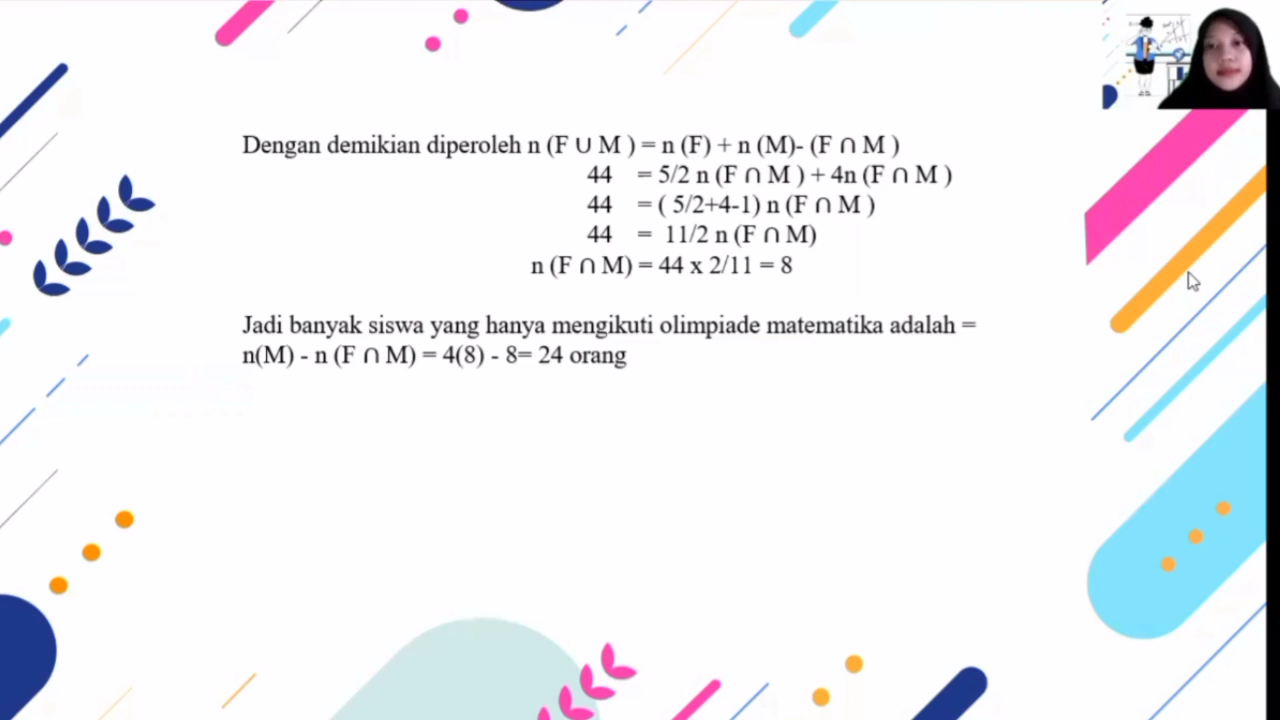 Dengan demikian diperoleh n (F ∪ M ) = n (F) + n (M)- (F ∩ M )
44 = 5/2 n (F ∩ M ) + 4n (F ∩ M )
44 = ( 5/2+4-1) n (F ∩ M )
44 = 11/2 n (F ∩ M)
n (F ∩ M) = 44 x 2/11 = 8
Jadi banyak siswa yang hanya mengikuti olimpiade matematika adalah =
n(M) - n (F ∩ M) = 4(8) - 8= 24 orang